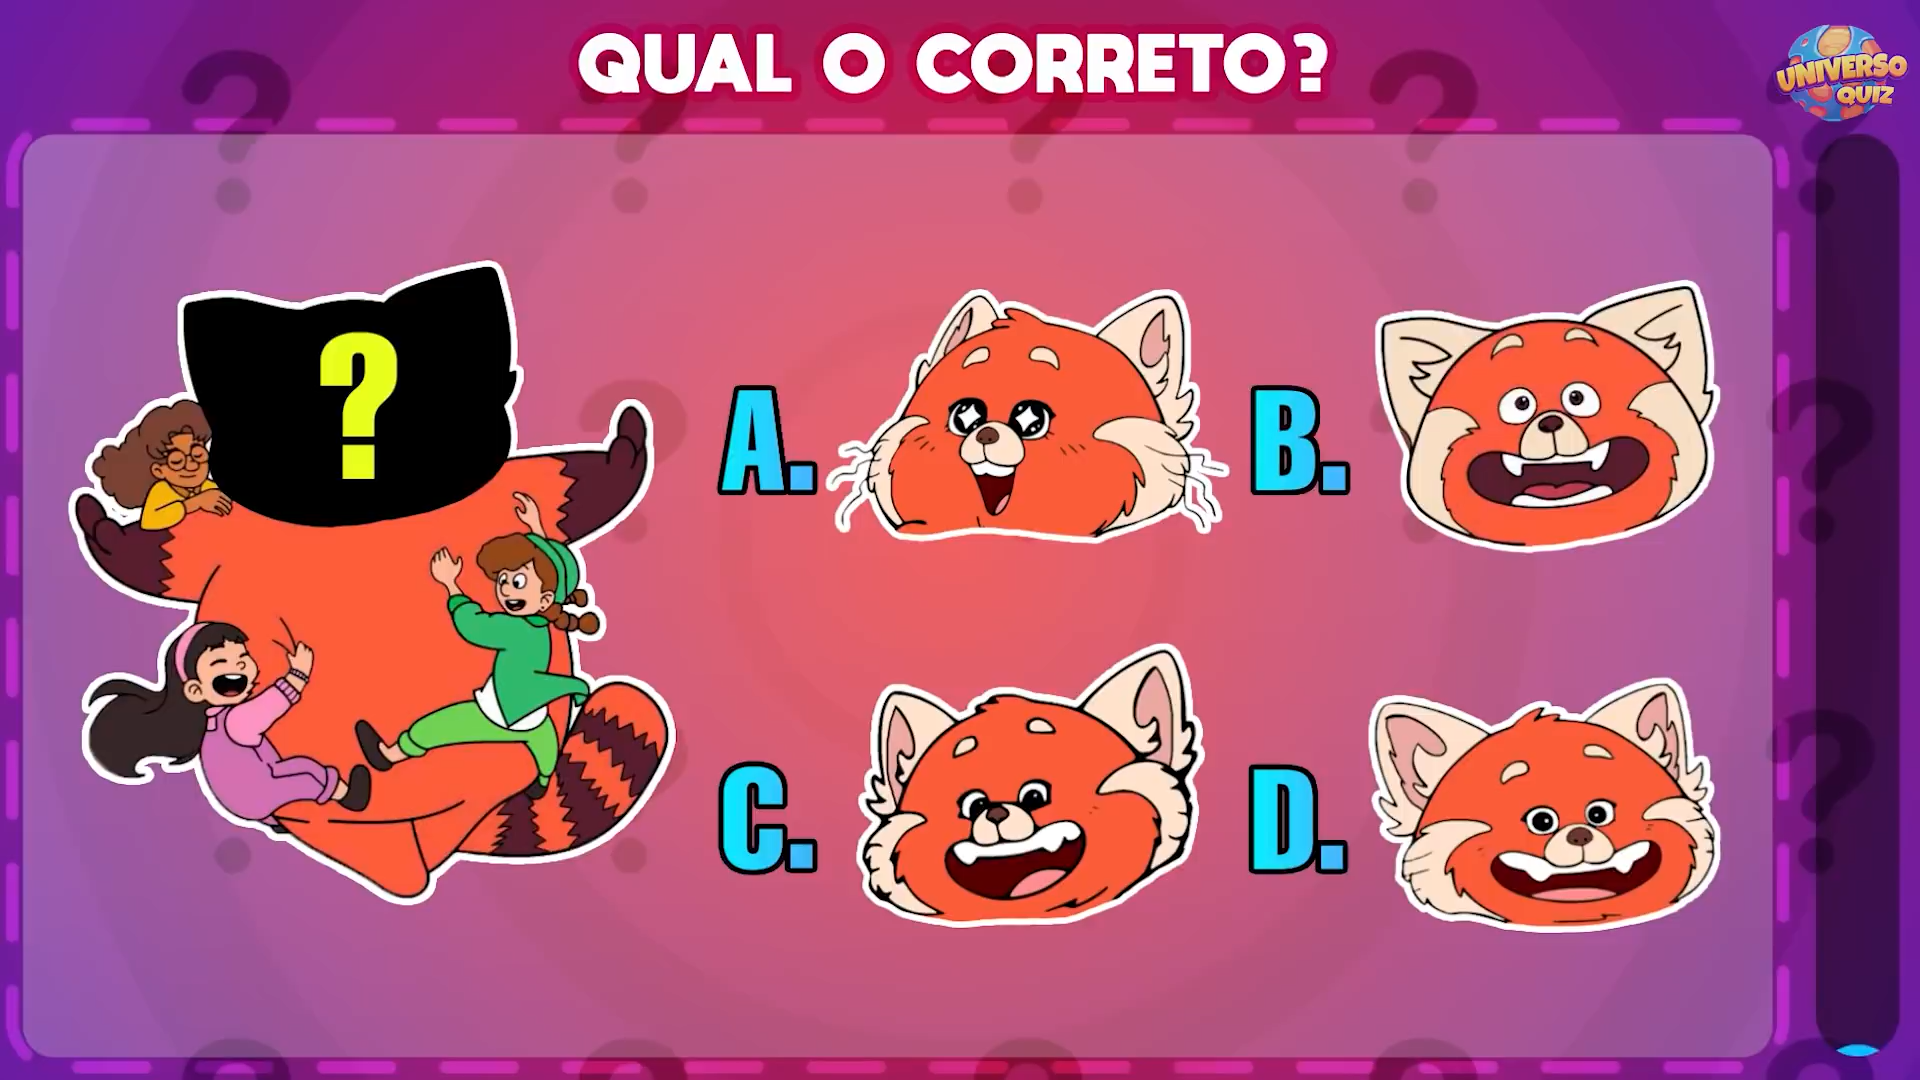 QUAL O CORRETO?
UNIVERSO
QUIZ
?
A.
B.
C.
D.